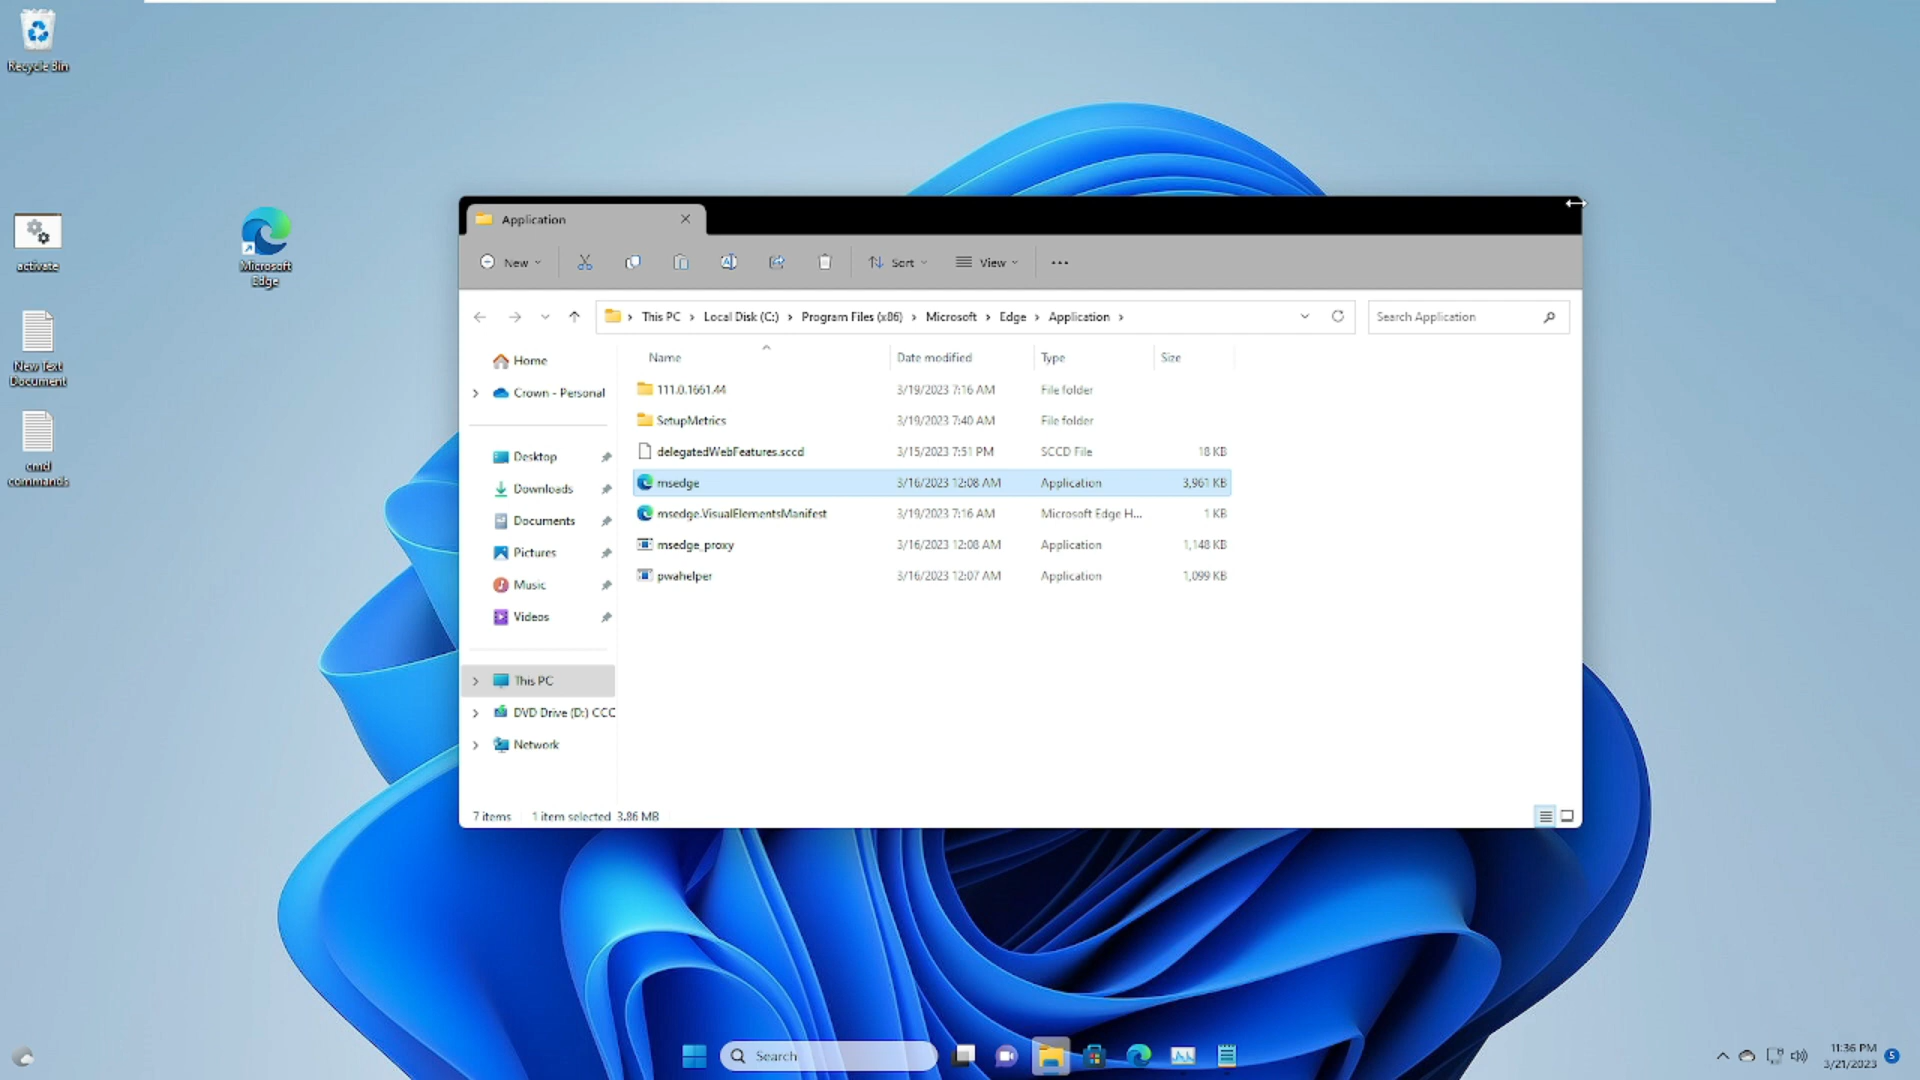 Recycle Bin
activate
Microsoft
Edge
New Text
Document
cmd
commands
Application
New
Sort
View
This PC
Local Disk (C:)
Program Files (x86)
Microsoft
Edge
Application
Search Application
Home
Crown - Personal
Desktop
Downloads
Documents
Pictures
Music
Videos
This PC
DVD Drive (D:) CCC
Network
Name Date modified Type Size
111.0.1661.44 3/19/2023 7:16 AM File folder
SetupMetrics 3/19/2023 7:40 AM File folder
delegatedWebFeatures.sccd 3/15/2023 7:51 PM SCCD File 18 KB
msedge 3/16/2023 12:08 AM Application 3,961 KB
msedge.VisualElementsManifest 3/19/2023 7:16 AM Microsoft Edge H... 1 KB
msedge_proxy 3/16/2023 12:08 AM Application 1,148 KB
pwahelper 3/16/2023 12:07 AM Application 1,099 KB
7 items 1 item selected 3.86 MB
Search
11:36 PM
3/21/2023
5